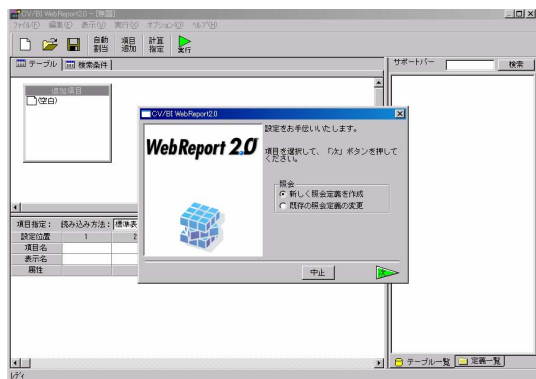 CV/BI WebReport2.0 - [無題]
ファイル(F) 編集(E) 表示(V) 実行(X) オプション(O) ヘルプ(H)
自動割当 項目追加 計算指定 実行
テーブル 検索条件
追加項目
(空白)
サポートバー 検索
CV/BI WebReport2.0
WebReport 2.0
設定をお手伝いいたします。
項目を選択して、「次」ボタンを押して
ください。
照会
新しく照会定義を作成
既存の照会定義の変更
中止
項目指定： 読み込み方法： 標準表
設定位置 1 2
項目名
表示名
属性
テーブル一覧 定義一覧
レディ